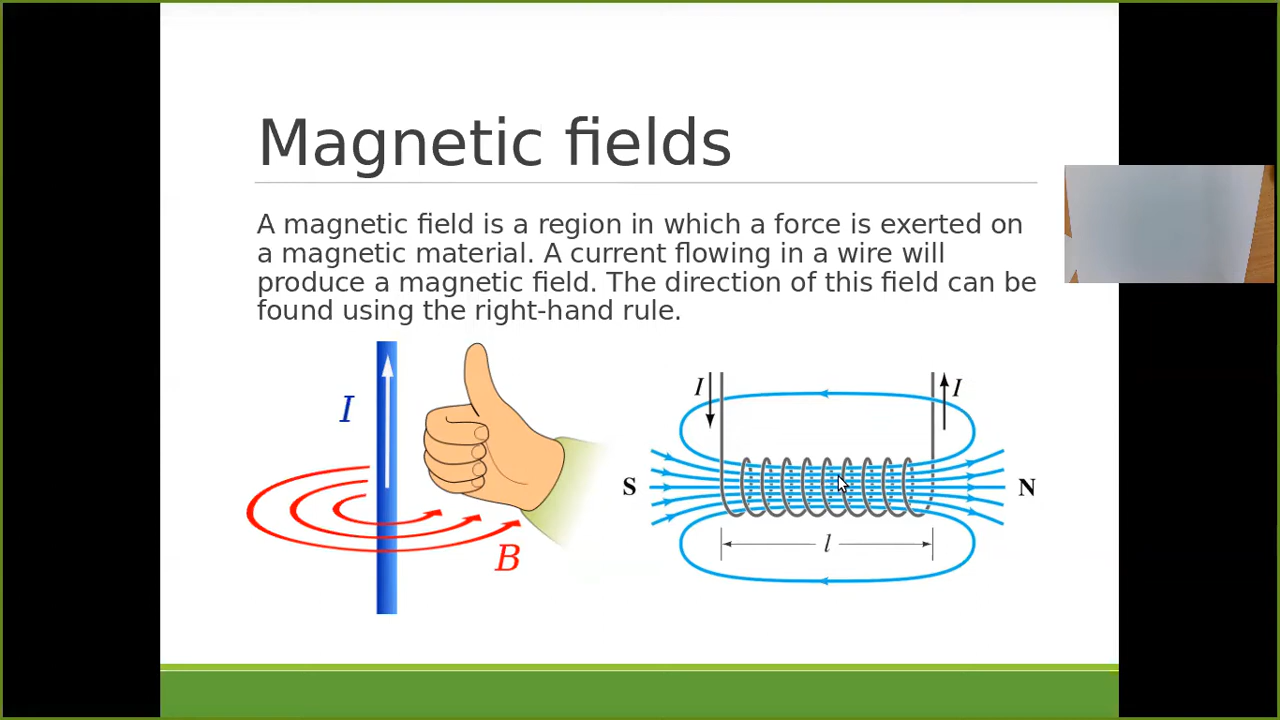 Magnetic fields
A magnetic field is a region in which a force is exerted on
a magnetic material. A current flowing in a wire will
produce a magnetic field. The direction of this field can be
found using the right-hand rule.
I
B
I
I
S
N
l